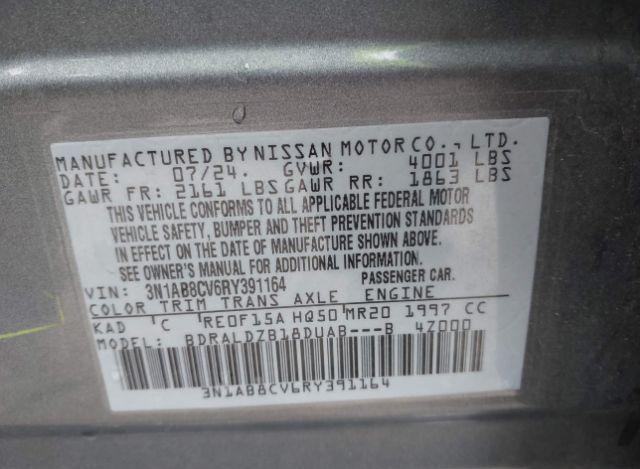 MANUFACTURED BY NISSAN MOTOR CO., LTD.
DATE: 07/24. GVWR: 4001 LBS
GAWR FR: 2161 LBS GAWR RR: 1863 LBS
THIS VEHICLE CONFORMS TO ALL APPLICABLE FEDERAL MOTOR
VEHICLE SAFETY, BUMPER AND THEFT PREVENTION STANDARDS
IN EFFECT ON THE DATE OF MANUFACTURE SHOWN ABOVE.
SEE OWNER'S MANUAL FOR ADDITIONAL INFORMATION.
VIN: 3N1AB8CV6RY391164 PASSENGER CAR.
COLOR TRIM TRANS AXLE ENGINE
KAD C RE0F15A HQ50 MR20 1997 CC
MODEL: BDRALDZB18DUAB---B 4Z000
3N1AB8CV6RY391164